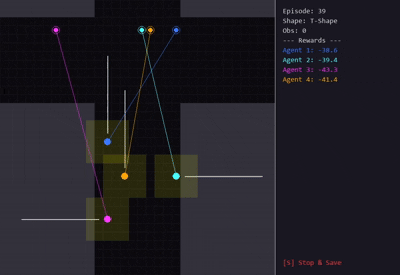 Episode: 39
Shape: T-Shape
Obs: 0
--- Rewards ---
Agent 1: -38.6
Agent 2: -39.4
Agent 3: -43.3
Agent 4: -41.4
[S] Stop & Save